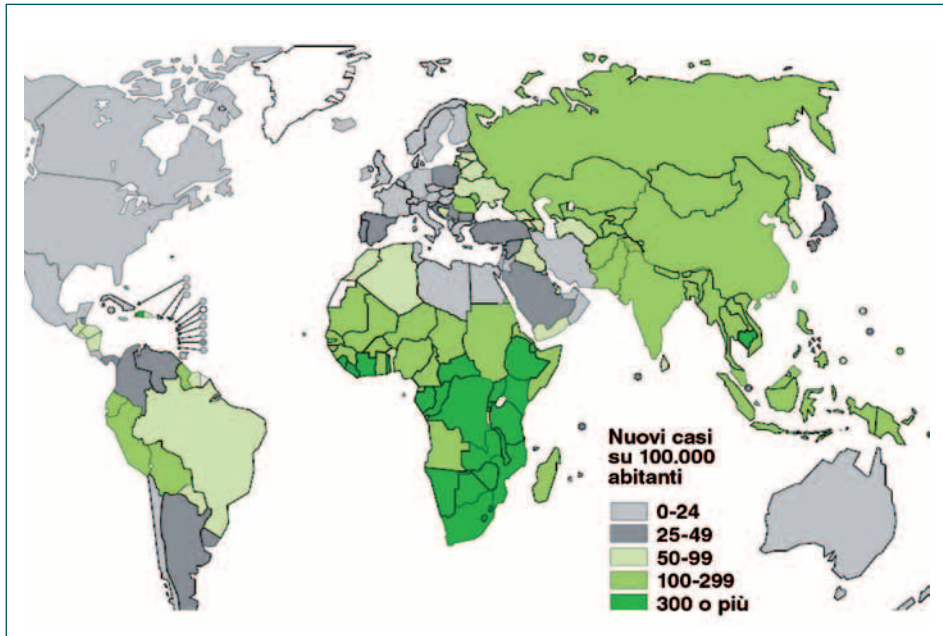 Nuovi casi
su 100.000
abitanti
0-24
25-49
50-99
100-299
300 o più